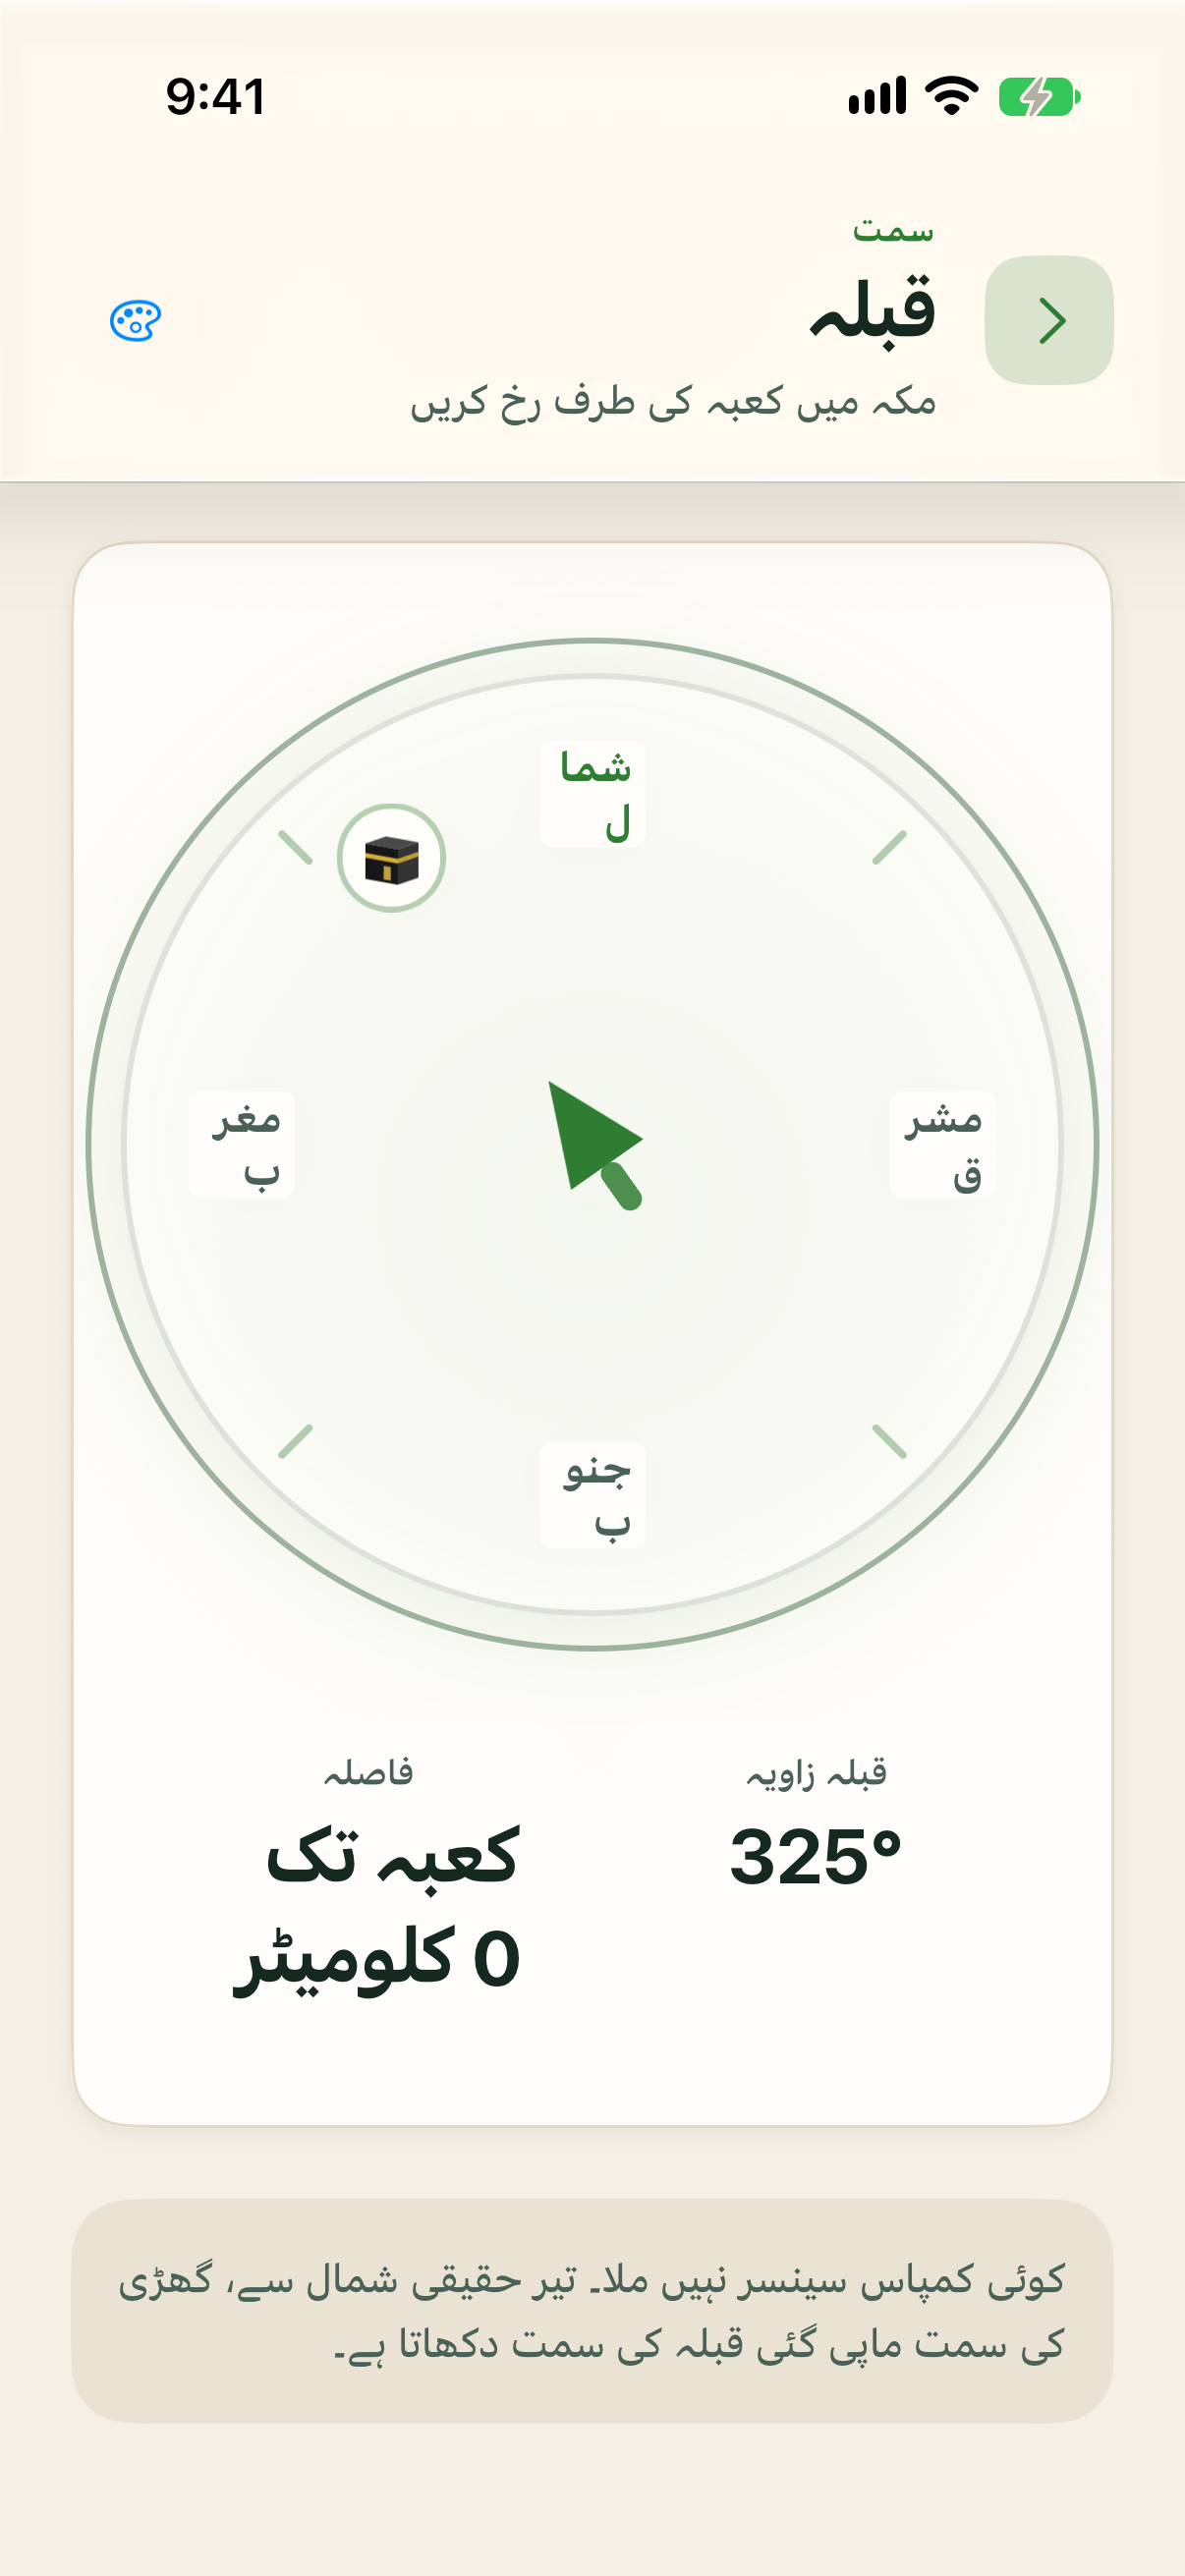 9:41
سمت
قبلہ
مکہ میں کعبہ کی طرف رخ کریں
شما
ل
مغر
ب
مشر
ق
جنو
ب
قبلہ زاویہ
325°
فاصلہ
کعبہ تک
0 کلومیٹر
کوئی کمپاس سینسر نہیں ملا۔ تیر حقیقی شمال سے، گھڑی
کی سمت ماپی گئی قبلہ کی سمت دکھاتا ہے۔